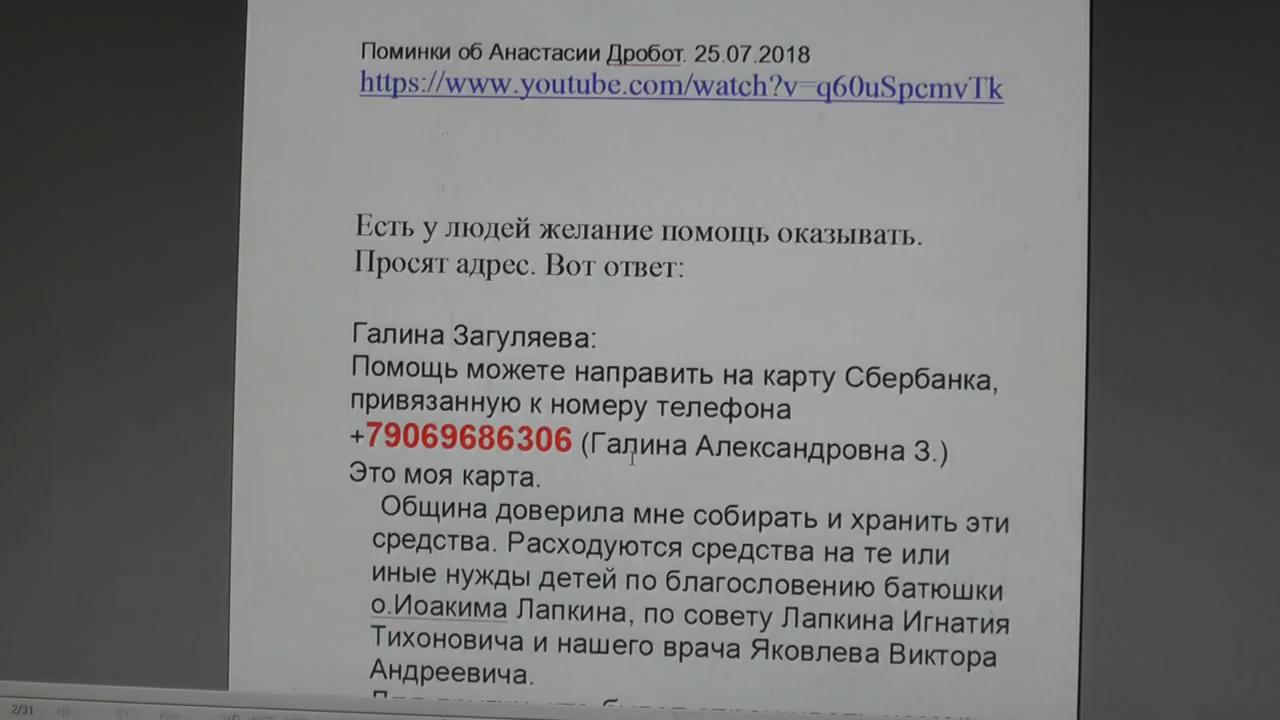 Поминки об Анастасии Дробот. 25.07.2018
https://www.youtube.com/watch?v=q60uSpcmvTk
Есть у людей желание помощь оказывать.
Просят адрес. Вот ответ:
Галина Загуляева:
Помощь можете направить на карту Сбербанка,
привязанную к номеру телефона
+79069686306 (Галина Александровна З.)
Это моя карта.
Община доверила мне собирать и хранить эти
средства. Расходуются средства на те или
иные нужды детей по благословению батюшки
о.Иоакима Лапкина, по совету Лапкина Игнатия
Тихоновича и нашего врача Яковлева Виктора
Андреевича.
2/31